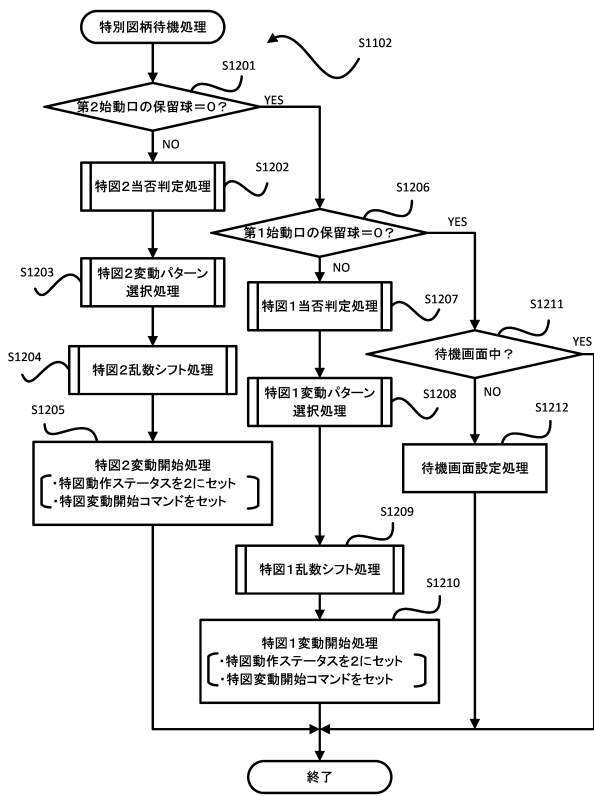 特別図柄待機処理
S1102
S1201
第2始動口の保留球=0?
YES
NO
S1202
特図2当否判定処理
S1206
第1始動口の保留球=0?
YES
NO
S1203
特図2変動パターン
選択処理
S1207
特図1当否判定処理
S1211
待機画面中?
YES
NO
S1204
特図2乱数シフト処理
S1208
特図1変動パターン
選択処理
S1205
特図2変動開始処理
・特図動作ステータスを2にセット
・特図変動開始コマンドをセット
S1212
待機画面設定処理
S1209
特図1乱数シフト処理
S1210
特図1変動開始処理
・特図動作ステータスを2にセット
・特図変動開始コマンドをセット
終了